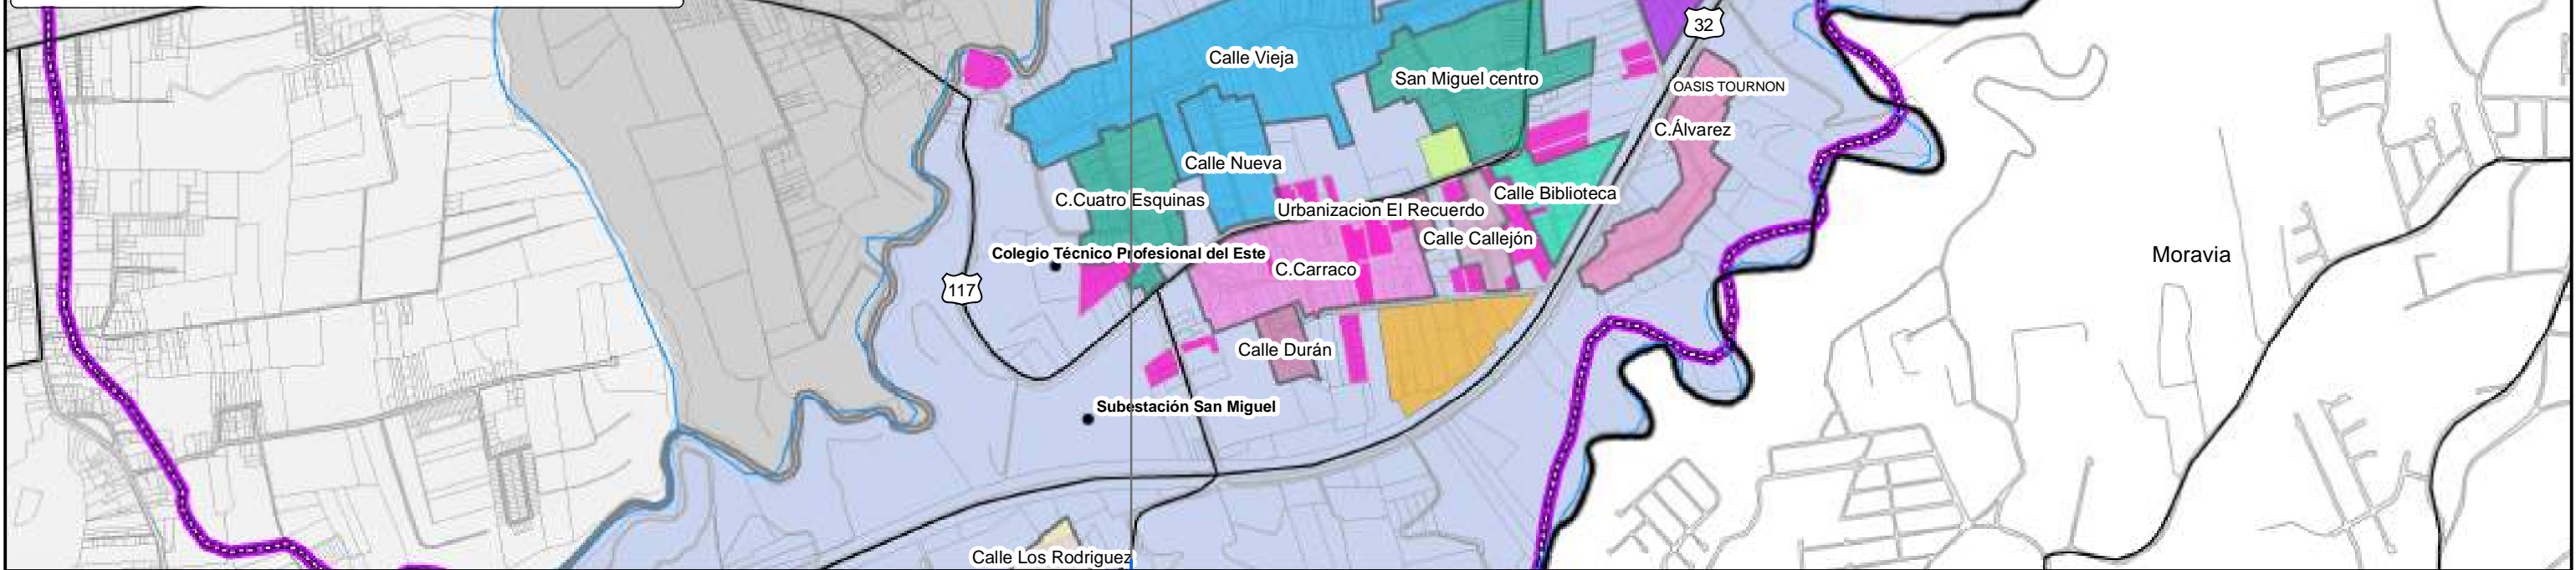 32
Calle Vieja
San Miguel centro
OASIS TOURNON
C.Álvarez
Calle Nueva
C.Cuatro Esquinas
Calle Biblioteca
Urbanizacion El Recuerdo
Calle Callejón
Colegio Técnico Profesional del Este
C.Carraco
Moravia
117
Calle Durán
Subestación San Miguel
Calle Los Rodriguez